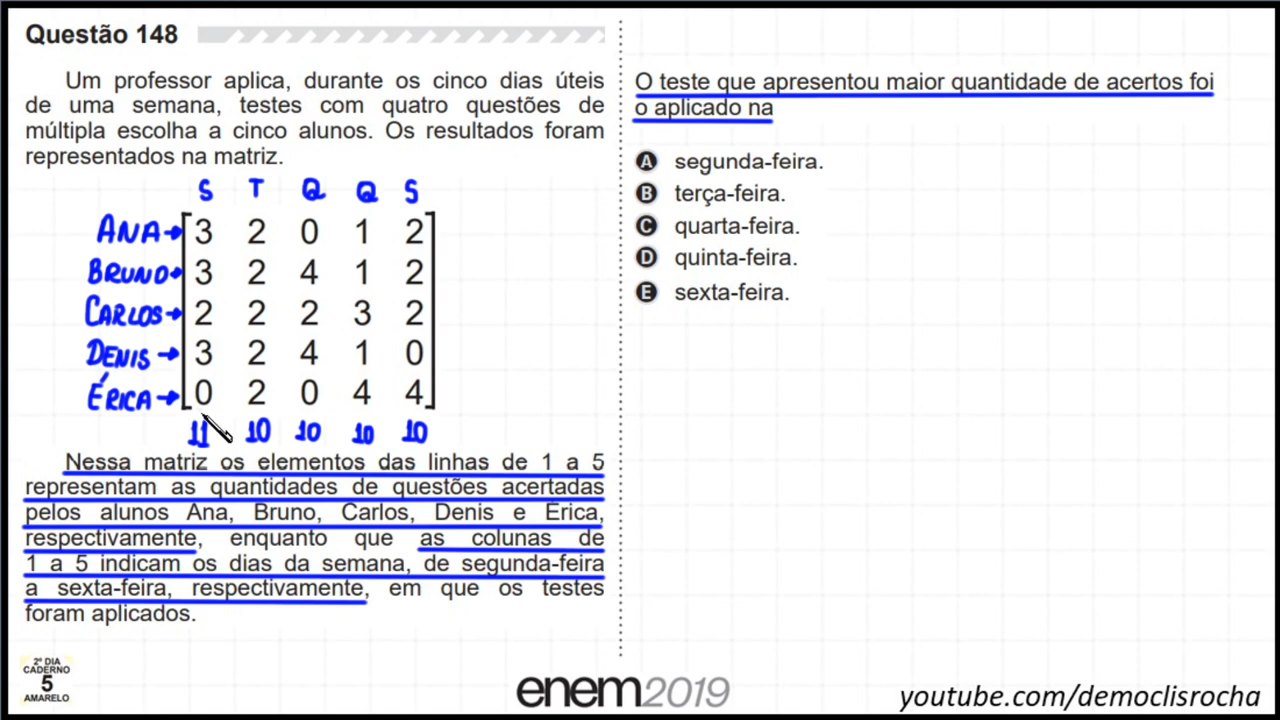 Questão 148
Um professor aplica, durante os cinco dias úteis
de uma semana, testes com quatro questões de
múltipla escolha a cinco alunos. Os resultados foram
representados na matriz.
S T Q Q S
ANA 3 2 0 1 2
BRUNO 3 2 4 1 2
CARLOS 2 2 2 3 2
DENIS 3 2 4 1 0
ÉRICA 0 2 0 4 4
11 10 10 10 10
Nessa matriz os elementos das linhas de 1 a 5
representam as quantidades de questões acertadas
pelos alunos Ana, Bruno, Carlos, Denis e Érica,
respectivamente, enquanto que as colunas de
1 a 5 indicam os dias da semana, de segunda-feira
a sexta-feira, respectivamente, em que os testes
foram aplicados.
O teste que apresentou maior quantidade de acertos foi
o aplicado na
A segunda-feira.
B terça-feira.
C quarta-feira.
D quinta-feira.
E sexta-feira.
2º DIA
CADERNO
5
AMARELO
enem2019
youtube.com/democlisrocha